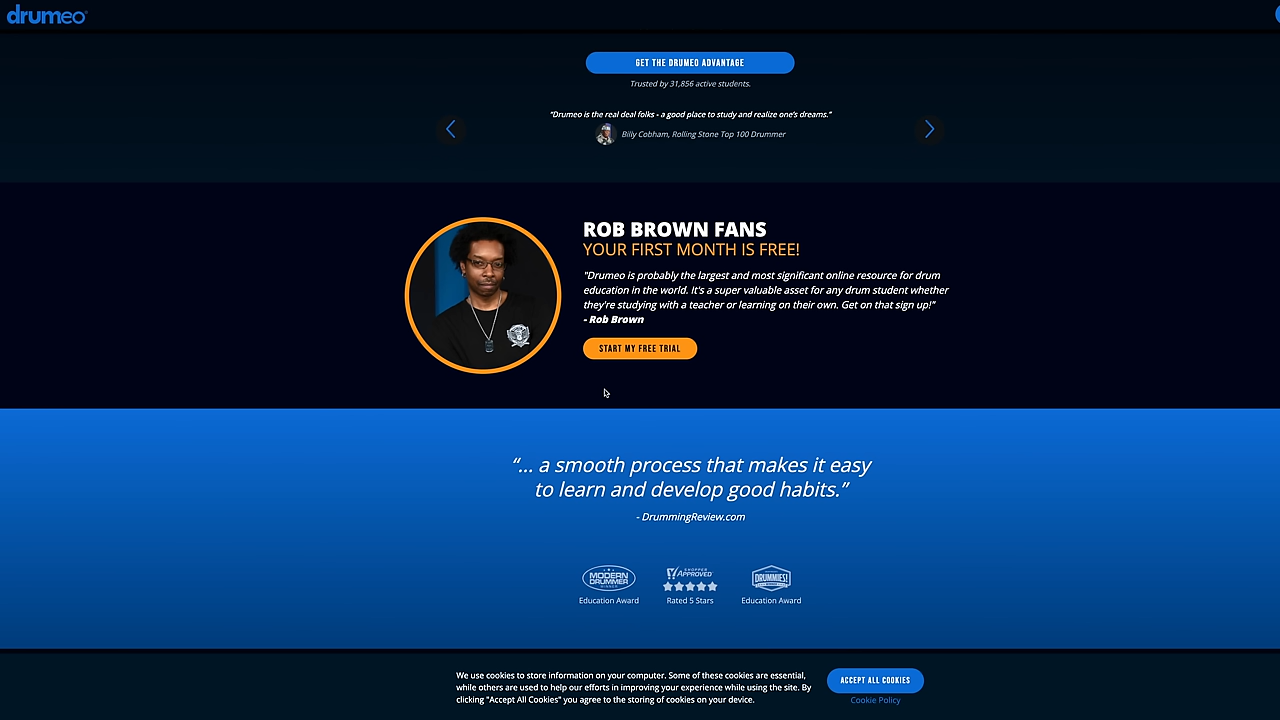 drumeo
GET THE DRUMEO ADVANTAGE
Trusted by 31,856 active students.
"Drumeo is the real deal folks - a good place to study and realize one's dreams."
Billy Cobham, Rolling Stone Top 100 Drummer
ROB BROWN FANS
YOUR FIRST MONTH IS FREE!
"Drumeo is probably the largest and most significant online resource for drum
education in the world. It's a super valuable asset for any drum student whether
they're studying with a teacher or learning on their own. Get on that sign up!"
- Rob Brown
START MY FREE TRIAL
“... a smooth process that makes it easy
to learn and develop good habits.”
- DrummingReview.com
MODERN
DRUMMER
SHOPPER
APPROVED
DRUMMIES!
Education Award
Rated 5 Stars
Education Award
We use cookies to store information on your computer. Some of these cookies are essential,
while others are used to help our efforts in improving your experience while using the site. By
clicking "Accept All Cookies" you agree to the storing of cookies on your device.
ACCEPT ALL COOKIES
Cookie Policy